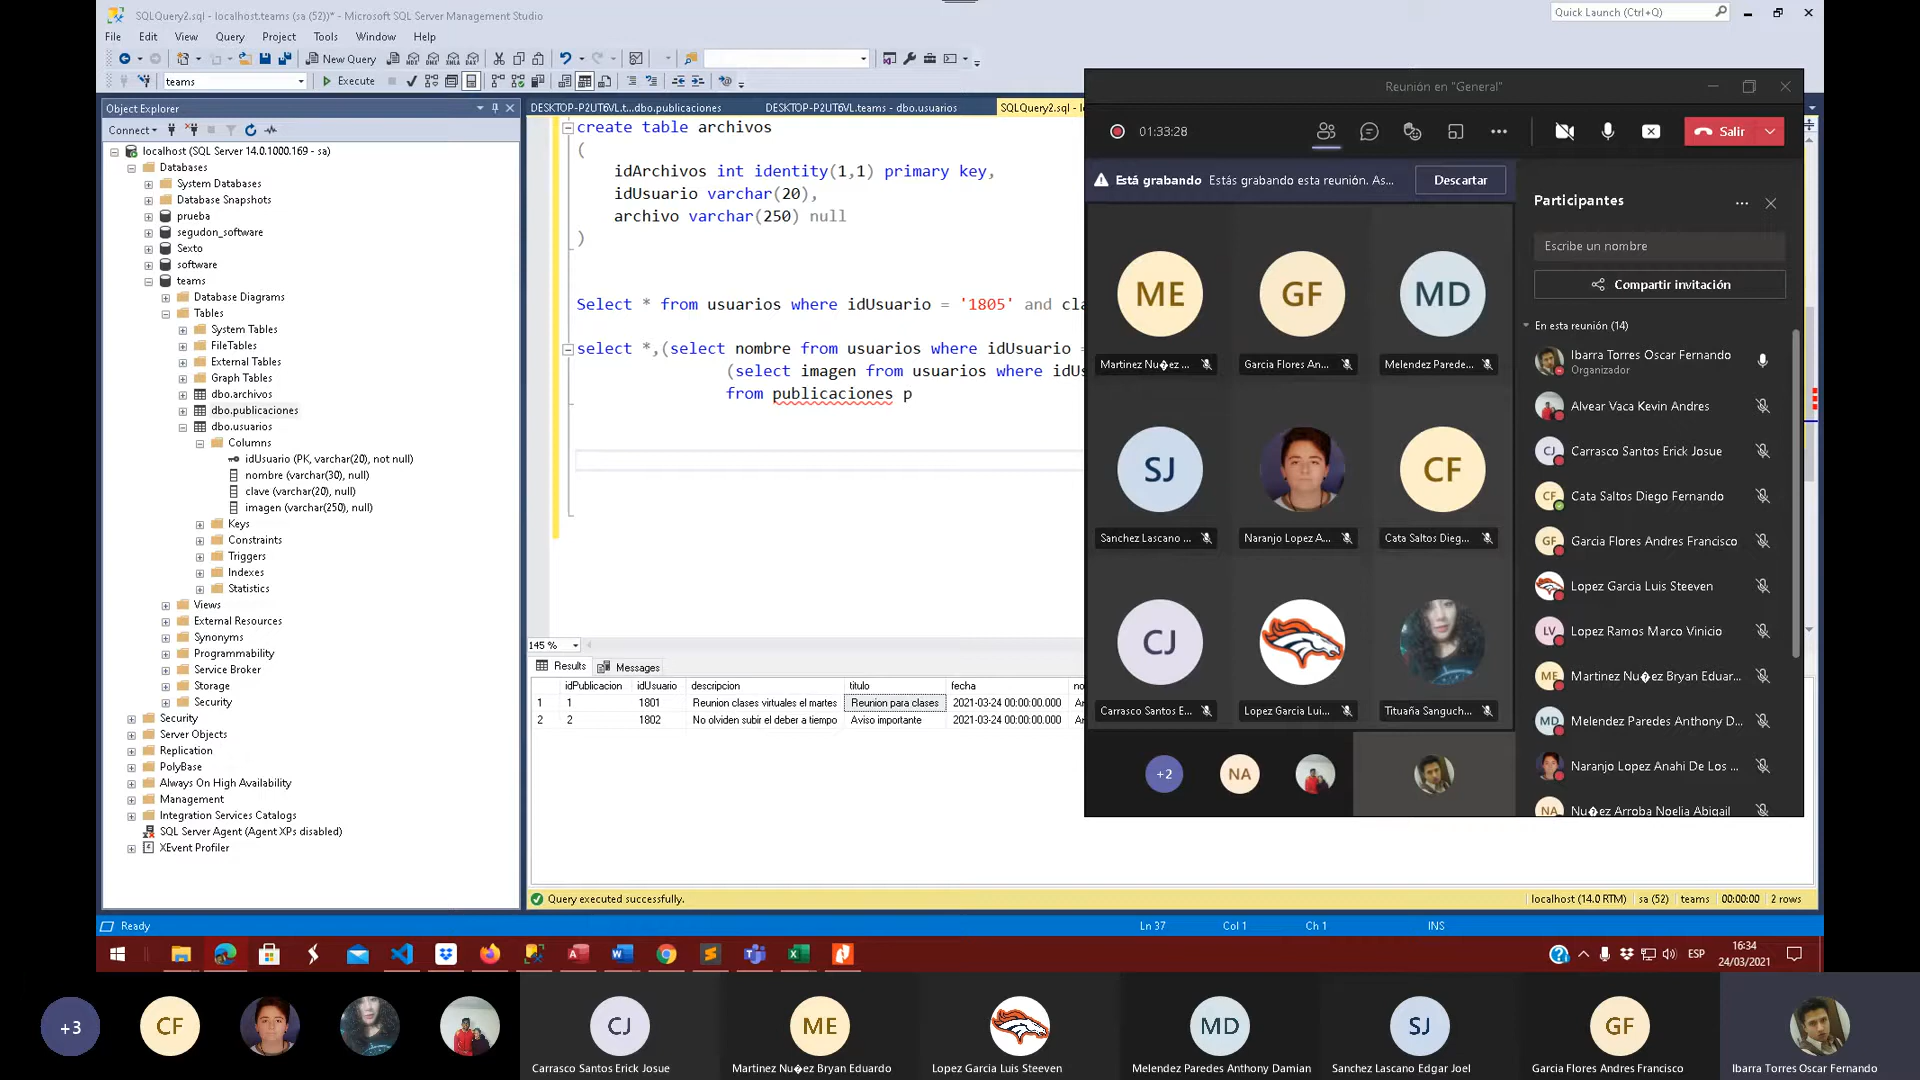 SQLQuery2.sql - localhost.teams (sa (52))* - Microsoft SQL Server Management Studio
Quick Launch (Ctrl+Q)
File Edit View Query Project Tools Window Help
New Query
teams
Execute
Object Explorer
Connect
localhost (SQL Server 14.0.1000.169 - sa)
Databases
System Databases
Database Snapshots
prueba
segudon_software
Sexto
software
teams
Database Diagrams
Tables
System Tables
FileTables
External Tables
Graph Tables
dbo.archivos
dbo.publicaciones
dbo.usuarios
Columns
idUsuario (PK, varchar(20), not null)
nombre (varchar(30), null)
clave (varchar(20), null)
imagen (varchar(250), null)
Keys
Constraints
Triggers
Indexes
Statistics
Views
External Resources
Synonyms
Programmability
Service Broker
Storage
Security
Security
Server Objects
Replication
PolyBase
Always On High Availability
Management
Integration Services Catalogs
SQL Server Agent (Agent XPs disabled)
XEvent Profiler
DESKTOP-P2UT6VL.t...dbo.publicaciones
DESKTOP-P2UT6VL.teams - dbo.usuarios
SQLQuery2.sql - l
create table archivos
(
idArchivos int identity(1,1) primary key,
idUsuario varchar(20),
archivo varchar(250) null
)
Select * from usuarios where idUsuario = '1805' and cla
select *,(select nombre from usuarios where idUsuario =
(select imagen from usuarios where idUs
from publicaciones p
145 %
Results Messages
idPublicacion idUsuario descripcion titulo fecha no
1 1 1801 Reunion clases virtuales el martes Reunion para clases 2021-03-24 00:00:00.000 An
2 2 1802 No olviden subir el deber a tiempo Aviso importante 2021-03-24 00:00:00.000 An
Query executed successfully.
localhost (14.0 RTM) sa (52) teams 00:00:00 2 rows
Ready
Ln 37 Col 1 Ch 1 INS
ESP
16:34
24/03/2021
Reunión en "General"
01:33:28
Salir
Está grabando Estás grabando esta reunión. As...
Descartar
ME GF MD
Martinez Nu�ez ...
Garcia Flores An...
Melendez Parede...
SJ CF
Sanchez Lascano ...
Naranjo Lopez A...
Cata Saltos Dieg...
CJ
Carrasco Santos E...
Lopez Garcia Lui...
Tituaña Sanguch...
+2 NA
Participantes
Escribe un nombre
Compartir invitación
En esta reunión (14)
Ibarra Torres Oscar Fernando
Organizador
Alvear Vaca Kevin Andres
CJ Carrasco Santos Erick Josue
CF Cata Saltos Diego Fernando
GF Garcia Flores Andres Francisco
Lopez Garcia Luis Steeven
LV Lopez Ramos Marco Vinicio
ME Martinez Nu�ez Bryan Eduar...
MD Melendez Paredes Anthony D...
Naranjo Lopez Anahi De Los ...
NA Nu�ez Arroba Noelia Abigail
+3 CF CJ ME MD SJ GF
Carrasco Santos Erick Josue
Martinez Nu�ez Bryan Eduardo
Lopez Garcia Luis Steeven
Melendez Paredes Anthony Damian
Sanchez Lascano Edgar Joel
Garcia Flores Andres Francisco
Ibarra Torres Oscar Fernando